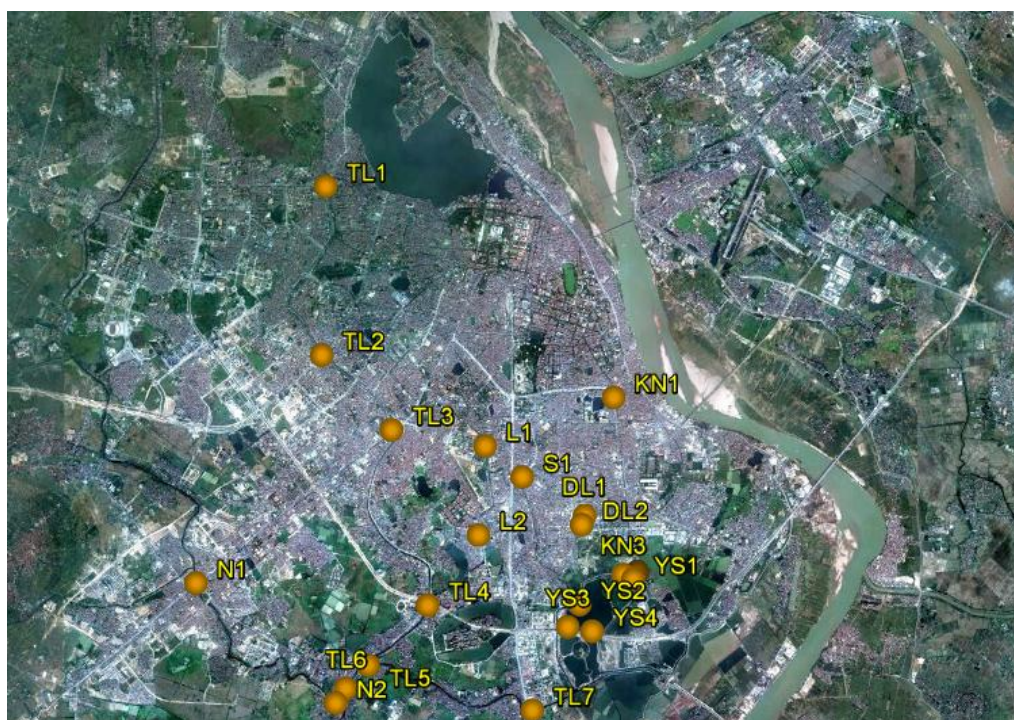 TL1
TL2
KN1
TL3
L1
S1
DL1
DL2
L2
KN3
YS1
N1
YS2
TL4
YS3
YS4
TL6
TL5
N2
TL7